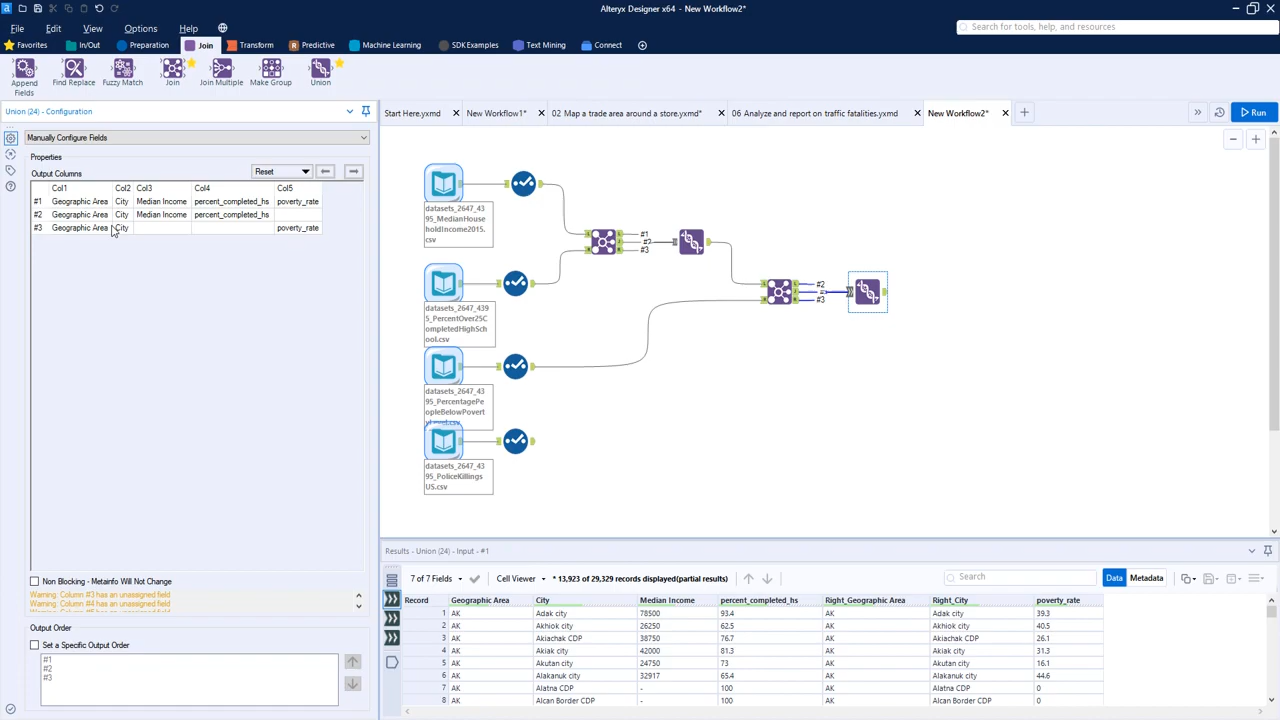 Alteryx Designer x64 - New Workflow2*
File Edit View Options Help
Search for tools, help, and resources
Favorites In/Out Preparation Join Transform Predictive Machine Learning SDK Examples Text Mining Connect
Append Fields Find Replace Fuzzy Match Join Join Multiple Make Group Union
Union (24) - Configuration
Start Here.yxmd New Workflow1* 02 Map a trade area around a store.yxmd* 06 Analyze and report on traffic fatalities.yxmd New Workflow2* Run
Manually Configure Fields
Properties
Output Columns Reset
Col1 Col2 Col3 Col4 Col5
#1 Geographic Area City Median Income percent_completed_hs poverty_rate
#2 Geographic Area City Median Income percent_completed_hs
#3 Geographic Area City poverty_rate
datasets_2647_4
395_MedianHouse
holdIncome2015.
csv
#1
#2
#3
datasets_2647_439
5_PercentOver25C
ompletedHighSch
ool.csv
#2
#3
datasets_2647_4
395_PercentagePe
opleBelowPovert
yLevel.csv
datasets_2647_43
95_PoliceKillings
US.csv
Non Blocking - Metainfo Will Not Change
Warning: Column #3 has an unassigned field
Warning: Column #4 has an unassigned field
Output Order
Set a Specific Output Order
#1
#2
#3
Results - Union (24) - Input - #1
7 of 7 Fields Cell Viewer * 13,923 of 29,329 records displayed(partial results) Search Data Metadata
Record Geographic Area City Median Income percent_completed_hs Right_Geographic Area Right_City poverty_rate
1 AK Adak city 78500 93.4 AK Adak city 39.3
2 AK Akhiok city 26250 62.5 AK Akhiok city 40.5
3 AK Akiachak CDP 38750 76.7 AK Akiachak CDP 26.1
4 AK Akiak city 42000 81.3 AK Akiak city 31.3
5 AK Akutan city 24750 73 AK Akutan city 16.1
6 AK Alakanuk city 32917 65.4 AK Alakanuk city 44.6
7 AK Alatna CDP - 100 AK Alatna CDP 0
8 AK Alcan Border CDP - 100 AK Alcan Border CDP 0